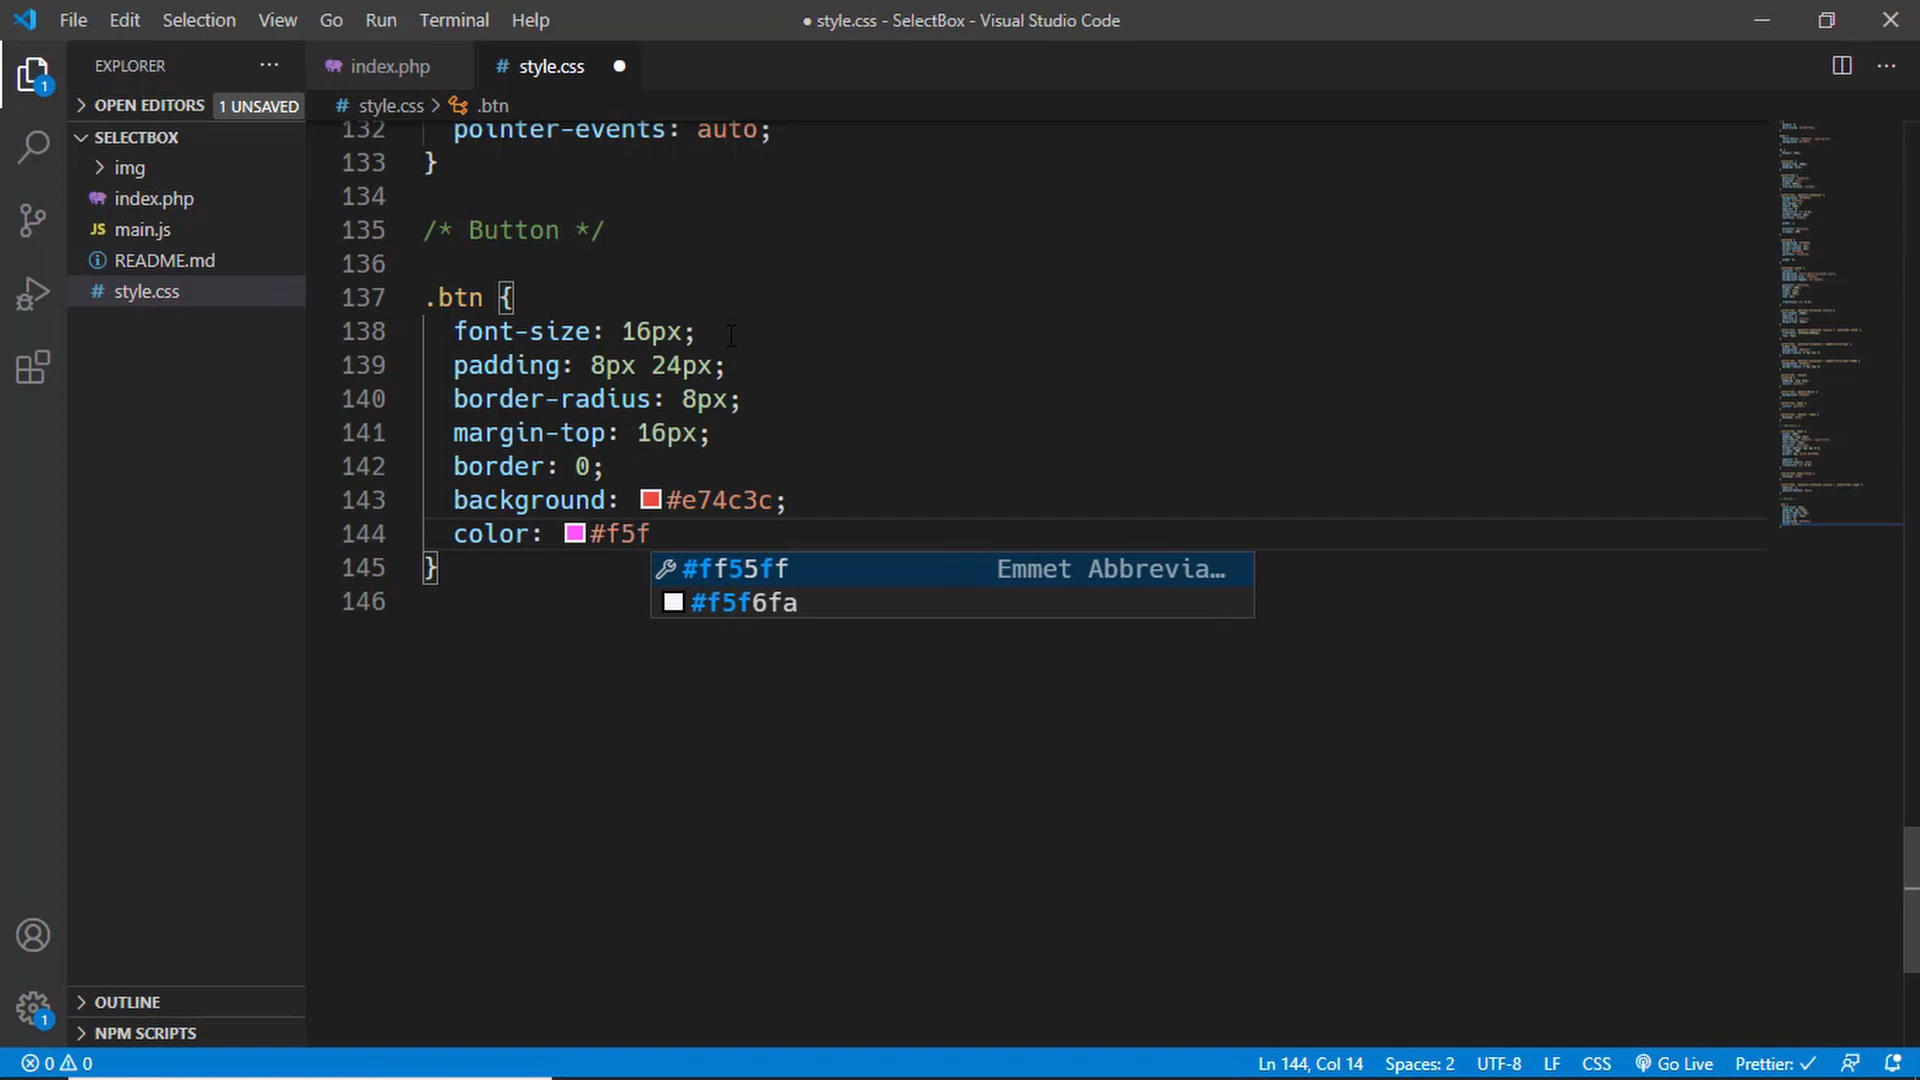 File Edit Selection View Go Run Terminal Help
● style.css - SelectBox - Visual Studio Code
EXPLORER
index.php
# style.css
OPEN EDITORS 1 UNSAVED
# style.css > .btn
SELECTBOX
img
index.php
JS main.js
README.md
# style.css
132 pointer-events: auto;
133 }
134
135 /* Button */
136
137 .btn {
138 font-size: 16px;
139 padding: 8px 24px;
140 border-radius: 8px;
141 margin-top: 16px;
142 border: 0;
143 background: #e74c3c;
144 color: #f5f
#ff55ff Emmet Abbrevia…
145 }
#f5f6fa
146
1
OUTLINE
1
NPM SCRIPTS
0 0
Ln 144, Col 14 Spaces: 2 UTF-8 LF CSS Go Live Prettier: ✓